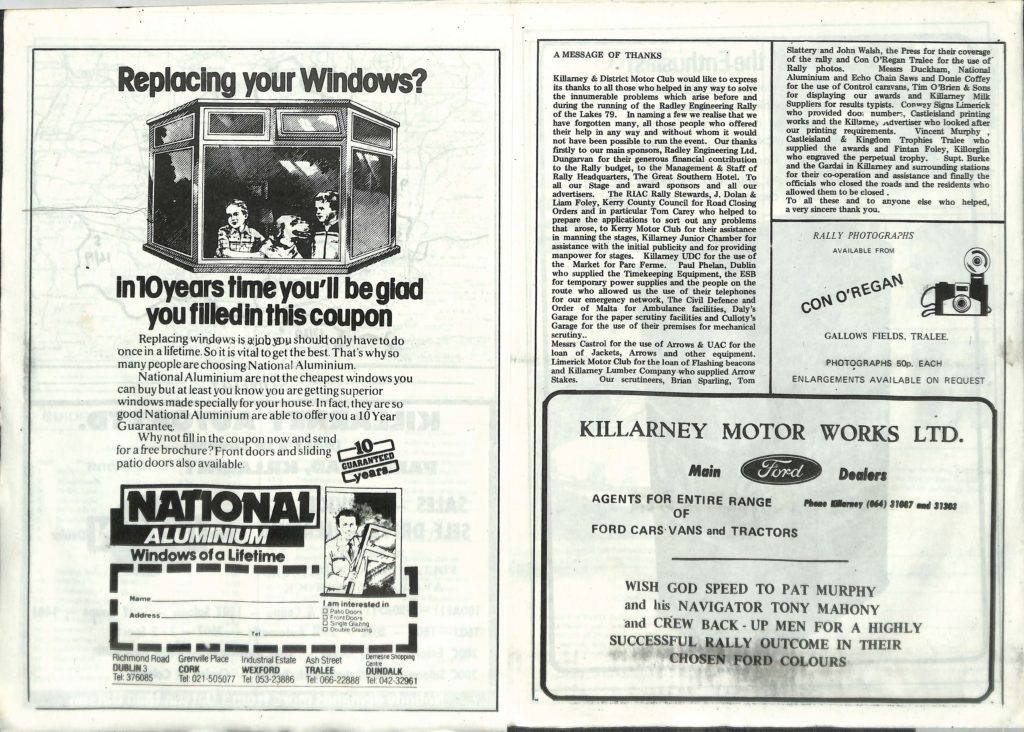 Replacing your Windows?
in 10 years time you'll be glad
you filled in this coupon
Replacing windows is a job you should only have to do
once in a lifetime. So it is vital to get the best. That's why so
many people are choosing National Aluminium.
National Aluminium are not the cheapest windows you
can buy but at least you know you are getting superior
windows made specially for your house. In fact, they are so
good National Aluminium are able to offer you a 10 Year
Guarantee.
Why not fill in the coupon now and send
for a free brochure? Front doors and sliding
patio doors also available.
10
GUARANTEED
years
NATIONAL
ALUMINIUM
Windows of a Lifetime
Name
Address
Tel
I am interested in
Patio Doors
Front Doors
Single Glazing
Double Glazing
Richmond Road
DUBLIN 3
Tel: 376085
Grenville Place
CORK
Tel: 021-505077
Industrial Estate
WEXFORD
Tel: 053-23886
Ash Street
TRALEE
Tel: 066-22888
Demesne Shopping
Centre
DUNDALK
Tel: 042-32961
A MESSAGE OF THANKS
Killarney & District Motor Club would like to express
its thanks to all those who helped in any way to solve
the innumerable problems which arise before and
during the running of the Radley Engineering Rally
of the Lakes 79. In naming a few we realise that we
have forgotten many, all those people who offered
their help in any way and without whom it would
not have been possible to run the event. Our thanks
firstly to our main sponsors, Radley Engineering Ltd.
Dungarvan for their generous financial contribution
to the Rally budget, to the Management & Staff of
Rally Headquarters, The Great Southern Hotel. To
all our Stage and award sponsors and all our
advertisers. The RIAC Rally Stewards, J. Dolan &
Liam Foley, Kerry County Council for Road Closing
Orders and in particular Tom Carey who helped to
prepare the applications to sort out any problems
that arose, to Kerry Motor Club for their assistance
in manning the stages, Killarney Junior Chamber for
assistance with the initial publicity and for providing
manpower for stages. Killarney UDC for the use of
the Market for Parc Ferme. Paul Phelan, Dublin
who supplied the Timekeeping Equipment, the ESB
for temporary power supplies and the people on the
route who allowed us the use of their telephones
for our emergency network, The Civil Defence and
Order of Malta for Ambulance facilities, Daly's
Garage for the paper scrutiny facilities and Culloty's
Garage for the use of their premises for mechanical
scrutiny..
Messrs Castrol for the use of Arrows & UAC for the
loan of Jackets, Arrows and other equipment.
Limerick Motor Club for the loan of Flashing beacons
and Killarney Lumber Company who supplied Arrow
Stakes. Our scrutineers, Brian Sparling, Tom
Slattery and John Walsh, the Press for their coverage
of the rally and Con O'Regan Tralee for the use of
Rally photos. Messrs Duckham, National
Aluminium and Echo Chain Saws and Donie Coffey
for the use of Control caravans, Tim O'Brien & Sons
for displaying our awards and Killarney Milk
Suppliers for results typists. Conway Signs Limerick
who provided door numbers, Castleisland printing
works and the Killarney Advertiser who looked after
our printing requirements. Vincent Murphy ,
Castleisland & Kingdom Trophies Tralee who
supplied the awards and Fintan Foley, Killorglin
who engraved the perpetual trophy. Supt. Burke
and the Gardai in Killarney and surrounding stations
for their co-operation and assistance and finally the
officials who closed the roads and the residents who
allowed them to be closed .
To all these and to anyone else who helped,
a very sincere thank you.
RALLY PHOTOGRAPHS
AVAILABLE FROM
CON O'REGAN
GALLOWS FIELDS, TRALEE.
PHOTOGRAPHS 50p. EACH
ENLARGEMENTS AVAILABLE ON REQUEST
KILLARNEY MOTOR WORKS LTD.
Main Ford Dealers
AGENTS FOR ENTIRE RANGE
OF
FORD CARS VANS and TRACTORS
Phone Killarney (064) 31087 and
WISH GOD SPEED TO PAT MURPHY
and his NAVIGATOR TONY MAHONY
and CREW BACK - UP MEN FOR A HIGHLY
SUCCESSFUL RALLY OUTCOME IN THEIR
CHOSEN FORD COLOURS